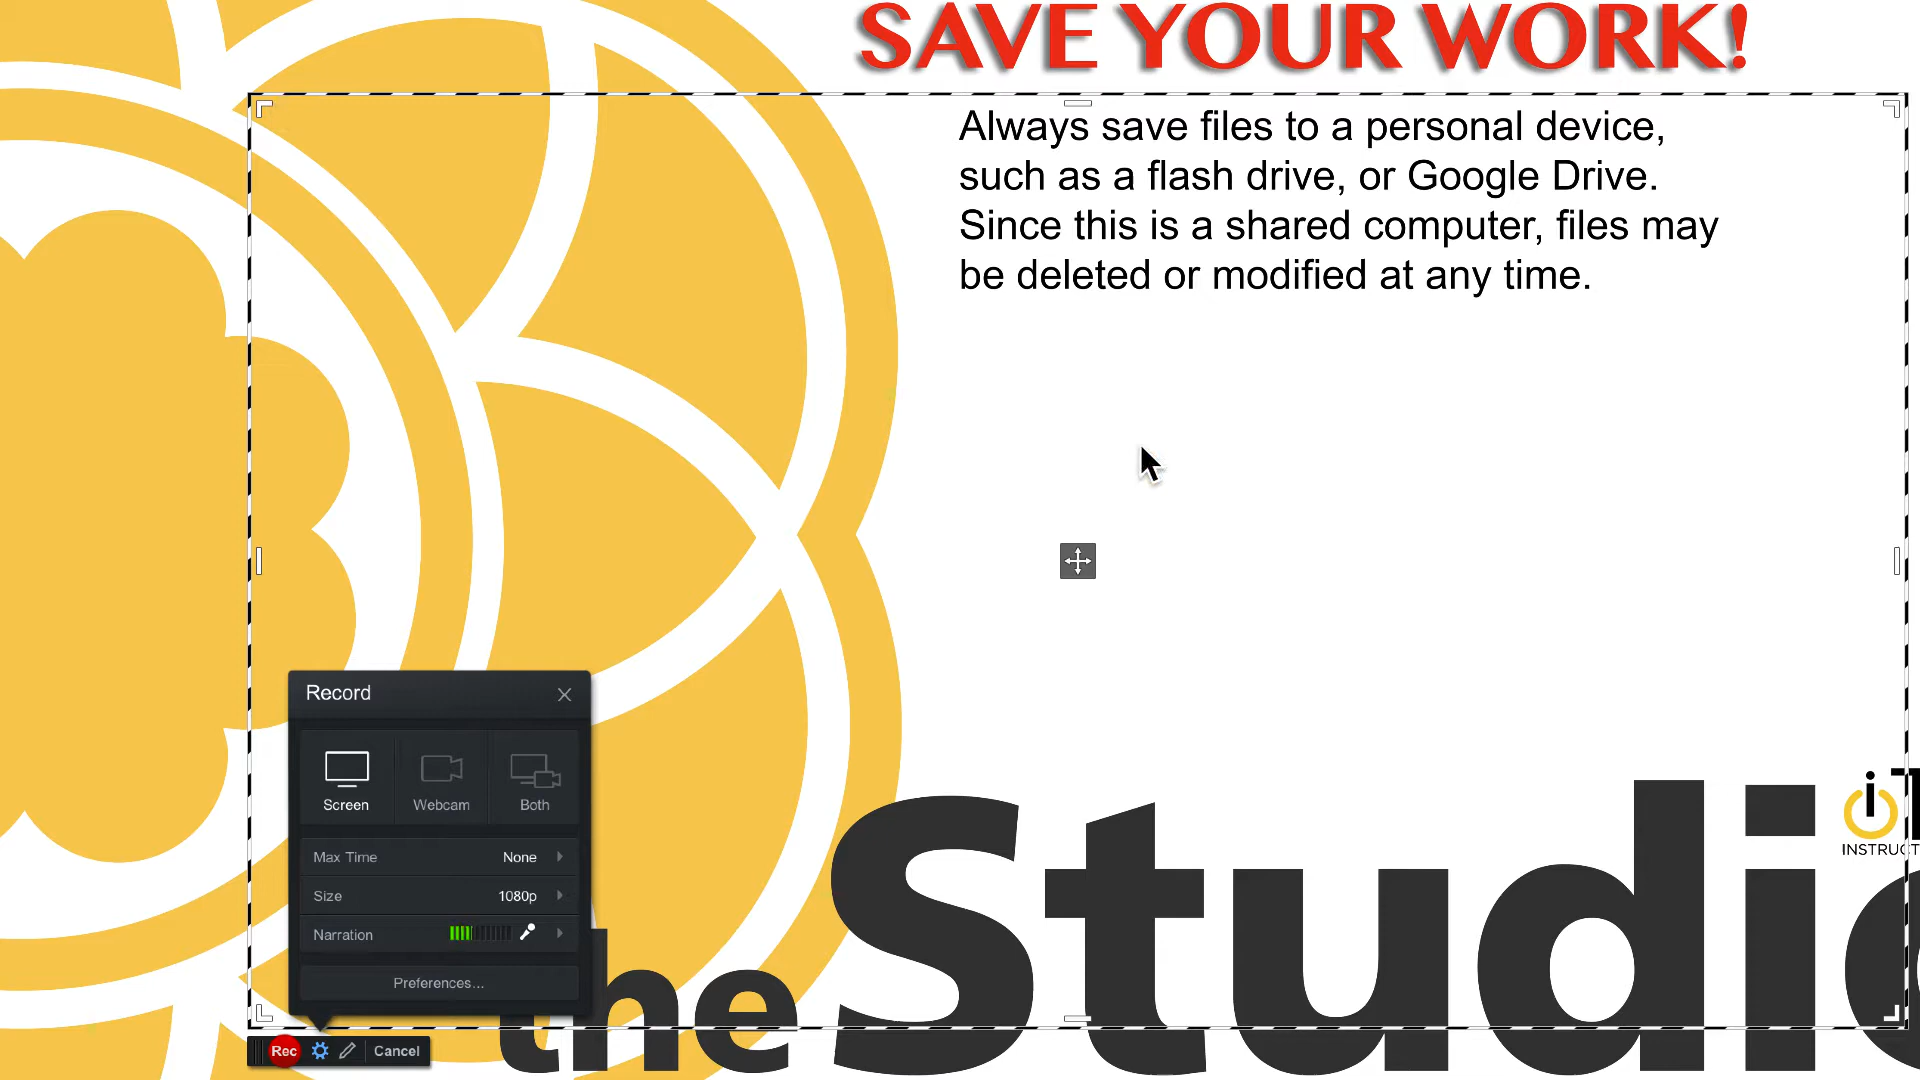 SAVE YOUR WORK!
Always save files to a personal device,
such as a flash drive, or Google Drive.
Since this is a shared computer, files may
be deleted or modified at any time.
Record
Screen
Webcam
Both
Max Time None
Size 1080p
Narration
Preferences...
Rec
Cancel
the Studio
iT
INSTRUCT